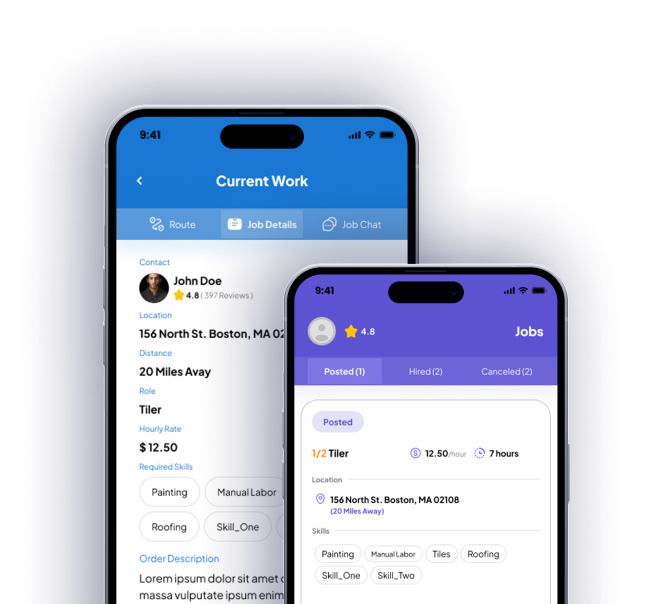 9:41
Current Work
Route
Job Details
Job Chat
Contact
John Doe
4.8 (397 Reviews)
Location
156 North St. Boston, MA 02
Distance
20 Miles Avay
Role
Tiler
Hourly Rate
$12.50
Required Skills
Painting
Manual Labor
Roofing
Skill_One
Order Description
Lorem ipsum dolor sit amet
massa vulputate ipsum enim
9:41
4.8
Jobs
Posted (1)
Hired (2)
Canceled (2)
Posted
1/2 Tiler
12.50/hour
7 hours
Location
156 North St. Boston, MA 02108
(20 Miles Away)
Skills
Painting
Manual Labor
Tiles
Roofing
Skill_One
Skill_Two